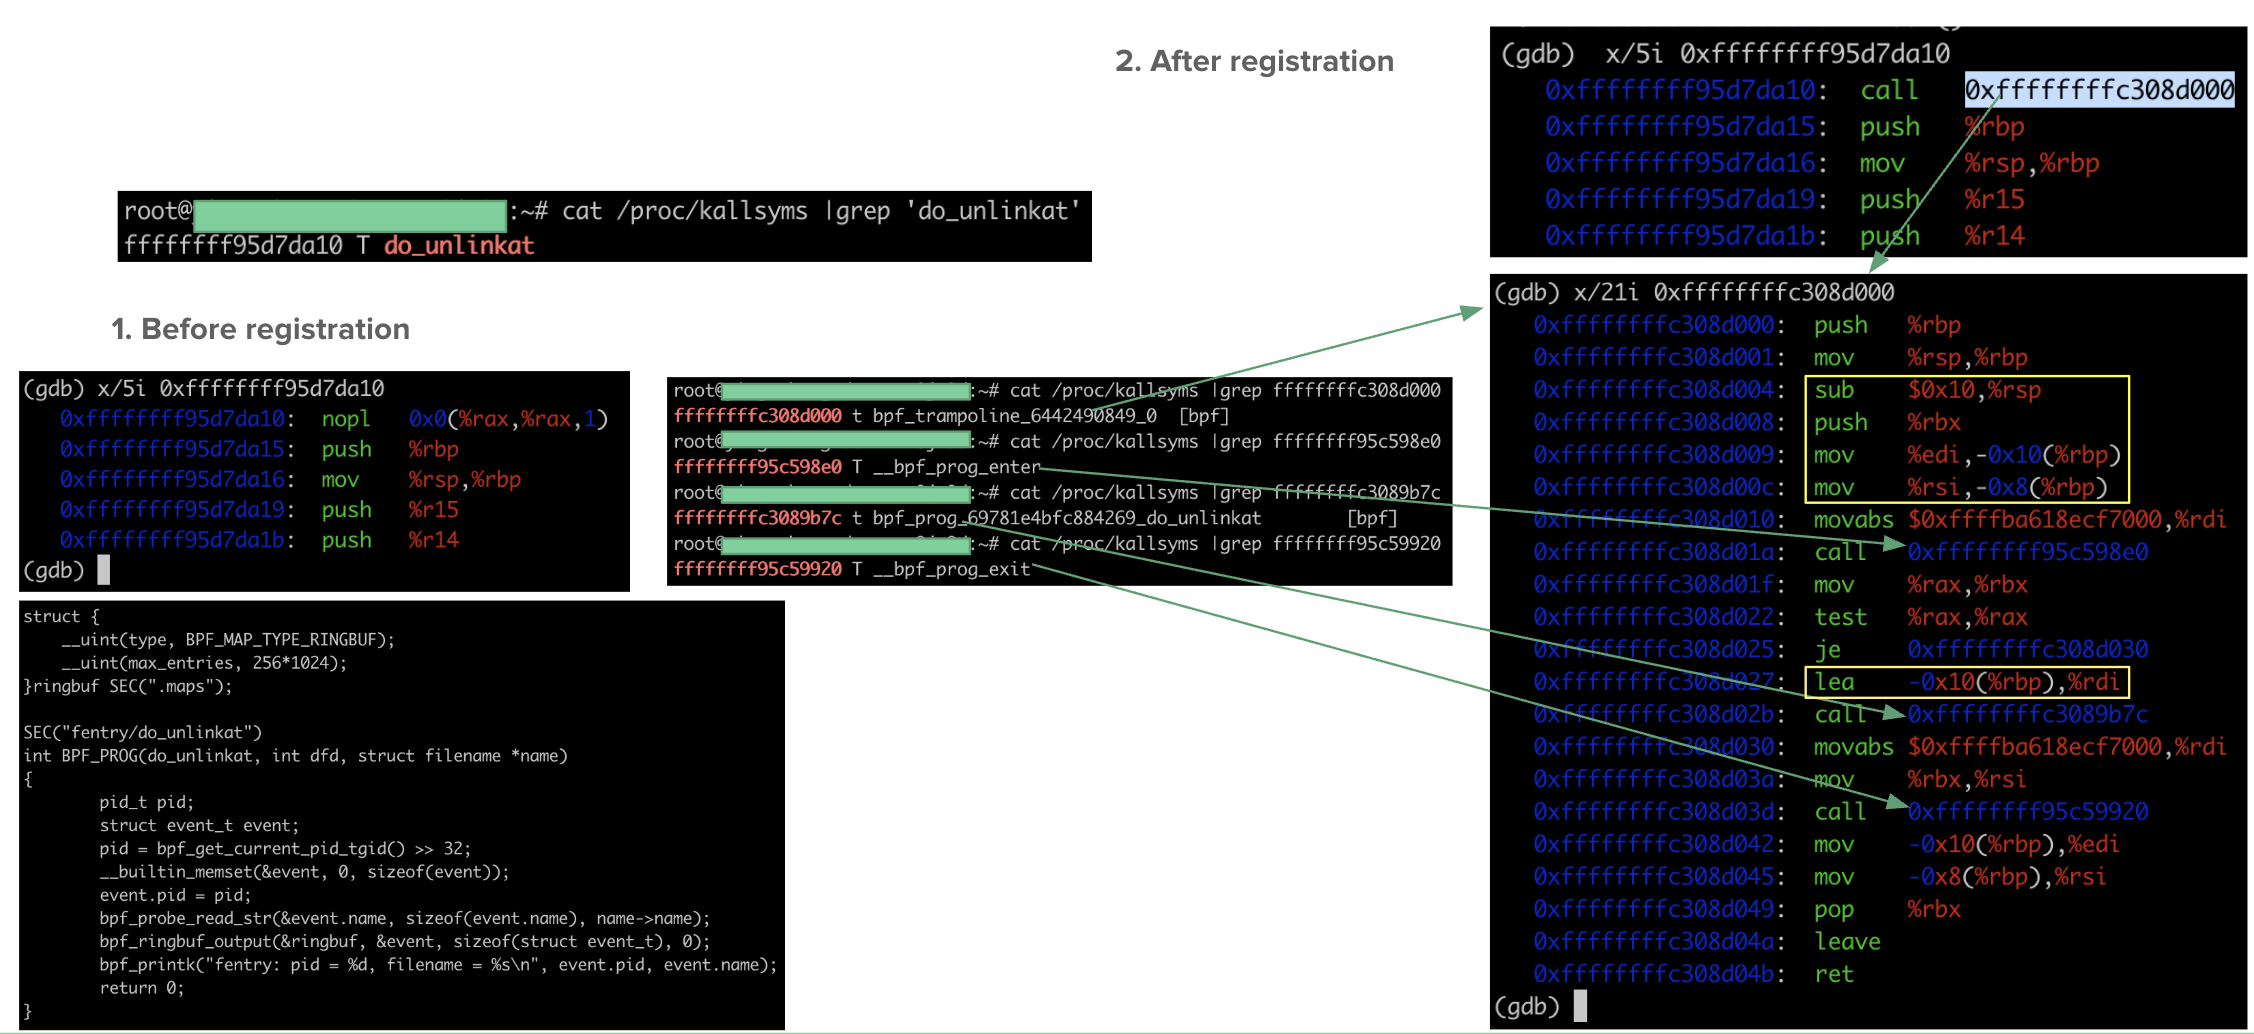 2. After registration
root@ :~# cat /proc/kallsyms |grep 'do_unlinkat'
ffffffff95d7da10 T do_unlinkat
1. Before registration
(gdb) x/5i 0xffffffff95d7da10
0xffffffff95d7da10: nopl 0x0(%rax,%rax,1)
0xffffffff95d7da15: push %rbp
0xffffffff95d7da16: mov %rsp,%rbp
0xffffffff95d7da19: push %r15
0xffffffff95d7da1b: push %r14
(gdb)
struct {
__uint(type, BPF_MAP_TYPE_RINGBUF);
__uint(max_entries, 256*1024);
}ringbuf SEC(".maps");
SEC("fentry/do_unlinkat")
int BPF_PROG(do_unlinkat, int dfd, struct filename *name)
{
pid_t pid;
struct event_t event;
pid = bpf_get_current_pid_tgid() >> 32;
__builtin_memset(&event, 0, sizeof(event));
event.pid = pid;
bpf_probe_read_str(&event.name, sizeof(event.name), name->name);
bpf_ringbuf_output(&ringbuf, &event, sizeof(struct event_t), 0);
bpf_printk("fentry: pid = %d, filename = %s\n", event.pid, event.name);
return 0;
}
root@ :~# cat /proc/kallsyms |grep ffffffffc308d000
ffffffffc308d000 t bpf_trampoline_6442490849_0 [bpf]
root@ :~# cat /proc/kallsyms |grep ffffffff95c598e0
ffffffff95c598e0 T __bpf_prog_enter
root@ :~# cat /proc/kallsyms |grep ffffffffc3089b7c
ffffffffc3089b7c t bpf_prog_69781e4bfc884269_do_unlinkat [bpf]
root@ :~# cat /proc/kallsyms |grep ffffffff95c59920
ffffffff95c59920 T __bpf_prog_exit
(gdb) x/5i 0xffffffff95d7da10
0xffffffff95d7da10: call 0xffffffffc308d000
0xffffffff95d7da15: push %rbp
0xffffffff95d7da16: mov %rsp,%rbp
0xffffffff95d7da19: push %r15
0xffffffff95d7da1b: push %r14
(gdb) x/21i 0xffffffffc308d000
0xffffffffc308d000: push %rbp
0xffffffffc308d001: mov %rsp,%rbp
0xffffffffc308d004: sub $0x10,%rsp
0xffffffffc308d008: push %rbx
0xffffffffc308d009: mov %edi,-0x10(%rbp)
0xffffffffc308d00c: mov %rsi,-0x8(%rbp)
0xffffffffc308d010: movabs $0xffffba618ecf7000,%rdi
0xffffffffc308d01a: call 0xffffffff95c598e0
0xffffffffc308d01f: mov %rax,%rbx
0xffffffffc308d022: test %rax,%rax
0xffffffffc308d025: je 0xffffffffc308d030
0xffffffffc308d027: lea -0x10(%rbp),%rdi
0xffffffffc308d02b: call 0xffffffffc3089b7c
0xffffffffc308d030: movabs $0xffffba618ecf7000,%rdi
0xffffffffc308d03a: mov %rbx,%rsi
0xffffffffc308d03d: call 0xffffffff95c59920
0xffffffffc308d042: mov -0x10(%rbp),%edi
0xffffffffc308d045: mov -0x8(%rbp),%rsi
0xffffffffc308d049: pop %rbx
0xffffffffc308d04a: leave
0xffffffffc308d04b: ret
(gdb)